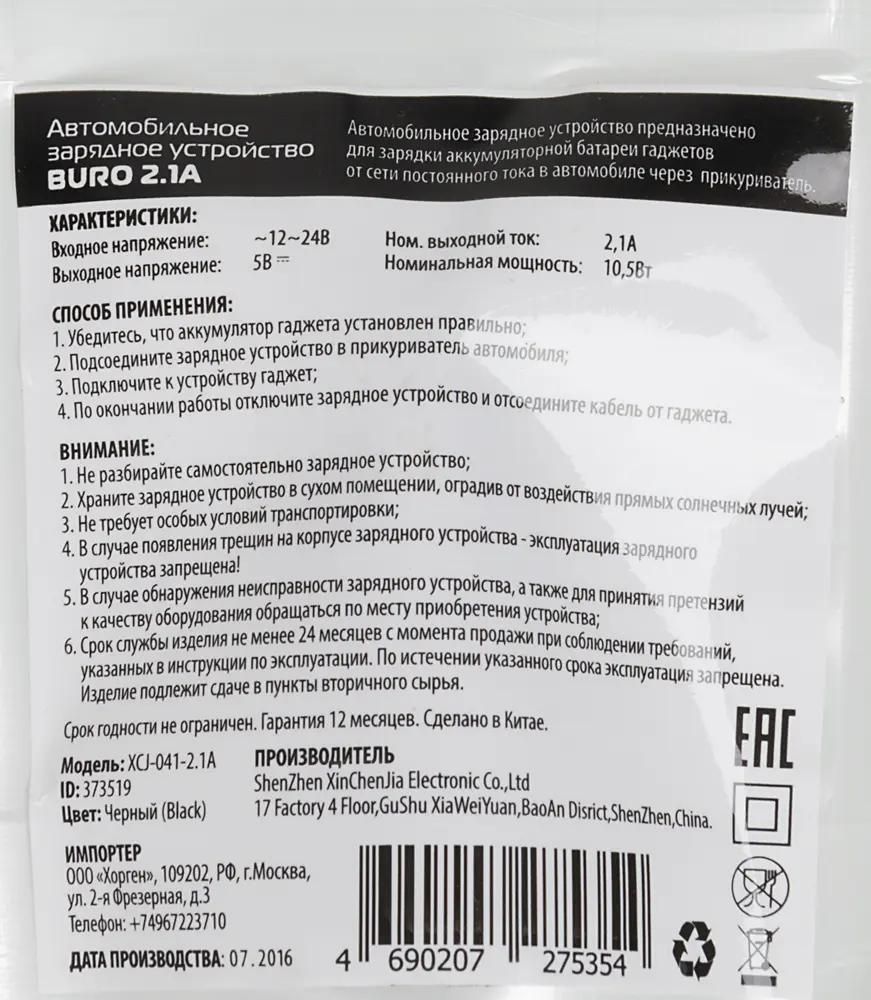 Автомобильное
зарядное устройство
BURO 2.1A
Автомобильное зарядное устройство предназначено
для зарядки аккумуляторной батареи гаджетов
от сети постоянного тока в автомобиле через прикуриватель.
ХАРАКТЕРИСТИКИ:
Входное напряжение: ~12~24В
Выходное напряжение: 5В ⎓
Ном. выходной ток: 2,1А
Номинальная мощность: 10,5Вт
СПОСОБ ПРИМЕНЕНИЯ:
1. Убедитесь, что аккумулятор гаджета установлен правильно;
2. Подсоедините зарядное устройство в прикуриватель автомобиля;
3. Подключите к устройству гаджет;
4. По окончании работы отключите зарядное устройство и отсоедините кабель от гаджета.
ВНИМАНИЕ:
1. Не разбирайте самостоятельно зарядное устройство;
2. Храните зарядное устройство в сухом помещении, оградив от воздействия прямых солнечных лучей;
3. Не требует особых условий транспортировки;
4. В случае появления трещин на корпусе зарядного устройства - эксплуатация зарядного
устройства запрещена!
5. В случае обнаружения неисправности зарядного устройства, а также для принятия претензий
к качеству оборудования обращаться по месту приобретения устройства;
6. Срок службы изделия не менее 24 месяцев с момента продажи при соблюдении требований,
указанных в инструкции по эксплуатации. По истечении указанного срока эксплуатация запрещена.
Изделие подлежит сдаче в пункты вторичного сырья.
Срок годности не ограничен. Гарантия 12 месяцев. Сделано в Китае.
Модель: XCJ-041-2.1A
ID: 373519
Цвет: Черный (Black)
ПРОИЗВОДИТЕЛЬ
ShenZhen XinChenJia Electronic Co.,Ltd
17 Factory 4 Floor,GuShu XiaWeiYuan,BaoAn Disrict,ShenZhen,China.
EAC
ИМПОРТЕР
ООО «Хорген», 109202, РФ, г.Москва,
ул. 2-я Фрезерная, д.3
Телефон: +74967223710
ДАТА ПРОИЗВОДСТВА: 07.2016
4 690207 275354